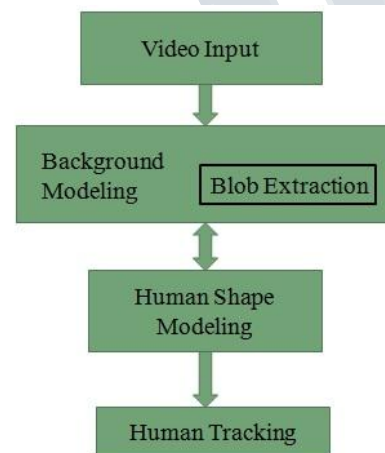 Video Input
Background
Modeling
Blob Extraction
Human Shape
Modeling
Human Tracking